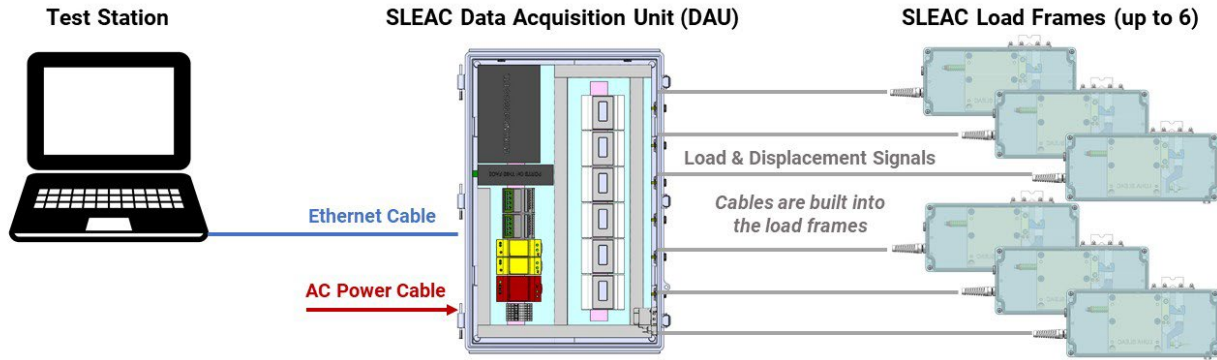 Test Station
SLEAC Data Acquisition Unit (DAU)
SLEAC Load Frames (up to 6)
Load & Displacement Signals
Cables are built into
the load frames
Ethernet Cable
AC Power Cable